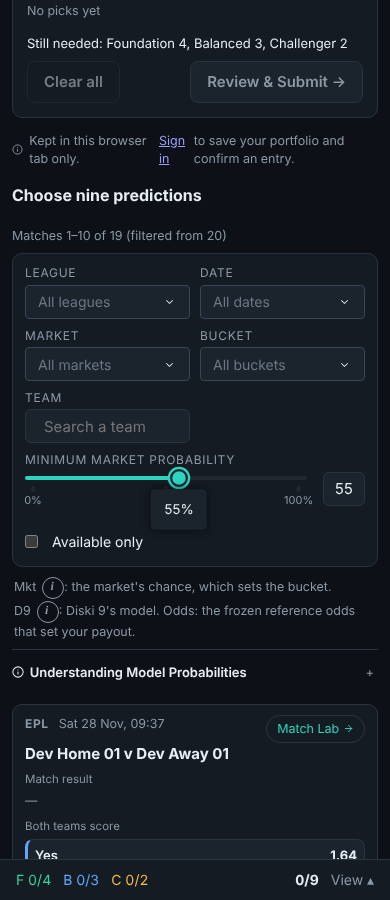 No picks yet
Still needed: Foundation 4, Balanced 3, Challenger 2
Clear all
Review & Submit →
Kept in this browser tab only. Sign in to save your portfolio and confirm an entry.
Choose nine predictions
Matches 1–10 of 19 (filtered from 20)
LEAGUE
DATE
All leagues
All dates
MARKET
BUCKET
All markets
All buckets
TEAM
Search a team
MINIMUM MARKET PROBABILITY
55
0%
100%
55%
Available only
Mkt i: the market's chance, which sets the bucket.
D9 i: Diski 9's model. Odds: the frozen reference odds
that set your payout.
Understanding Model Probabilities +
EPL Sat 28 Nov, 09:37
Match Lab →
Dev Home 01 v Dev Away 01
Match result
—
Both teams score
Yes 1.64
F 0/4 B 0/3 C 0/2 0/9 View ▴